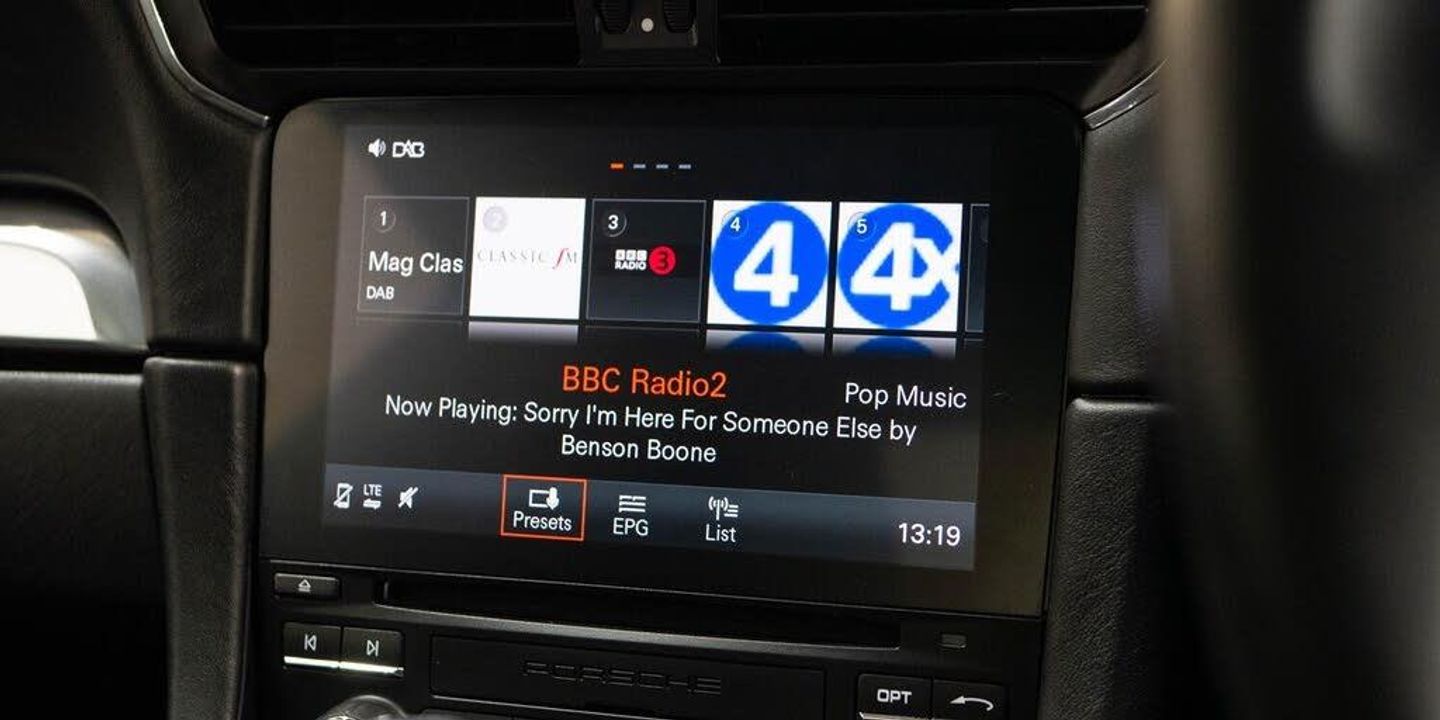 DAB
1
Mag Clas
DAB
2
CLASSIC fM
3
BBC
RADIO 3
4
4
5
4X
BBC Radio2
Pop Music
Now Playing: Sorry I'm Here For Someone Else by
Benson Boone
LTE
Presets
EPG
List
13:19
PORSCHE
OPT